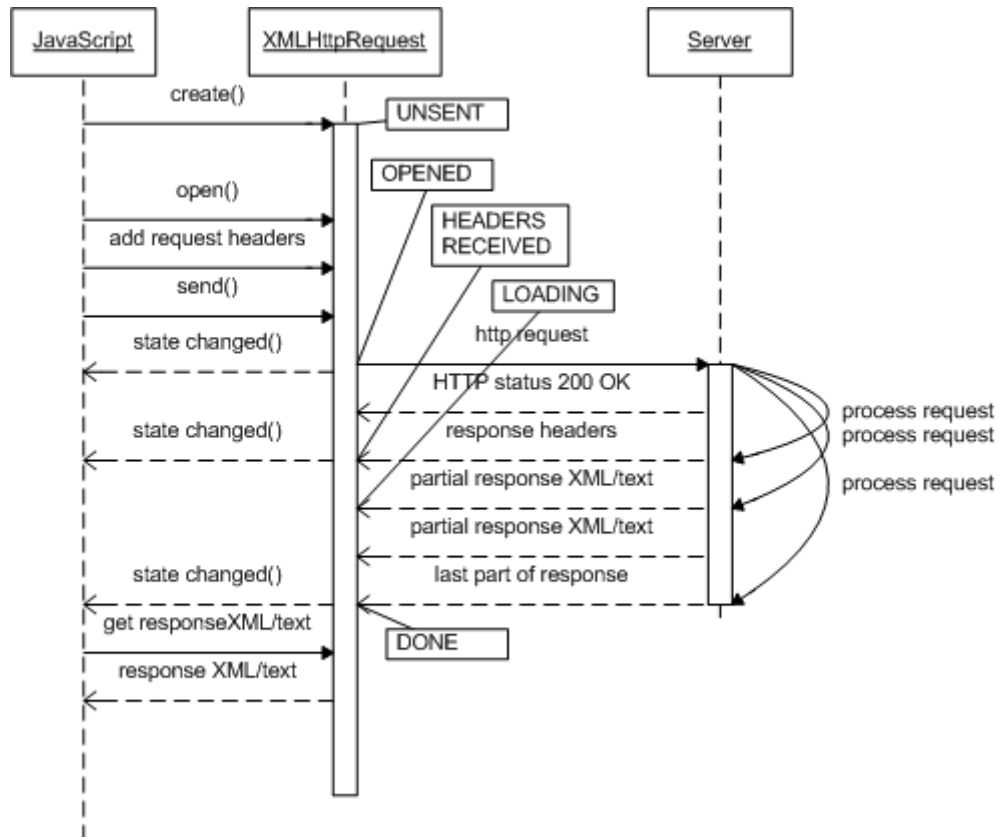 JavaScript
XMLHttpRequest
Server
create()
UNSENT
OPENED
open()
HEADERS
RECEIVED
add request headers
send()
LOADING
http request
state changed()
HTTP status 200 OK
process request
state changed()
response headers
process request
partial response XML/text
process request
partial response XML/text
state changed()
last part of response
get responseXML/text
DONE
response XML/text